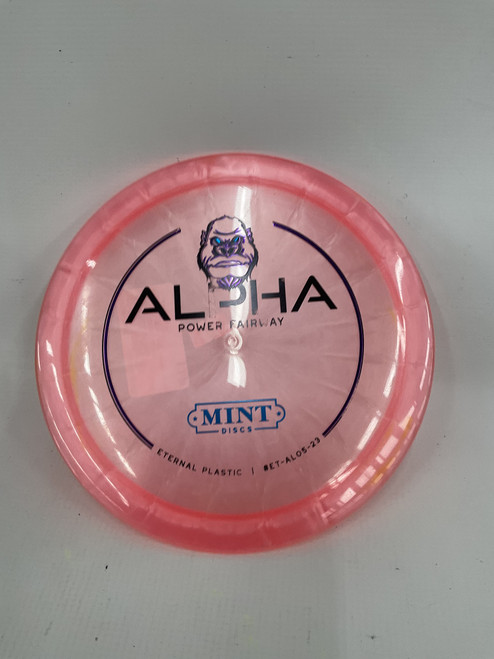 ALPHA
POWER FAIRWAY
MINT
DISCS
ETERNAL PLASTIC | #ET-AL05-23